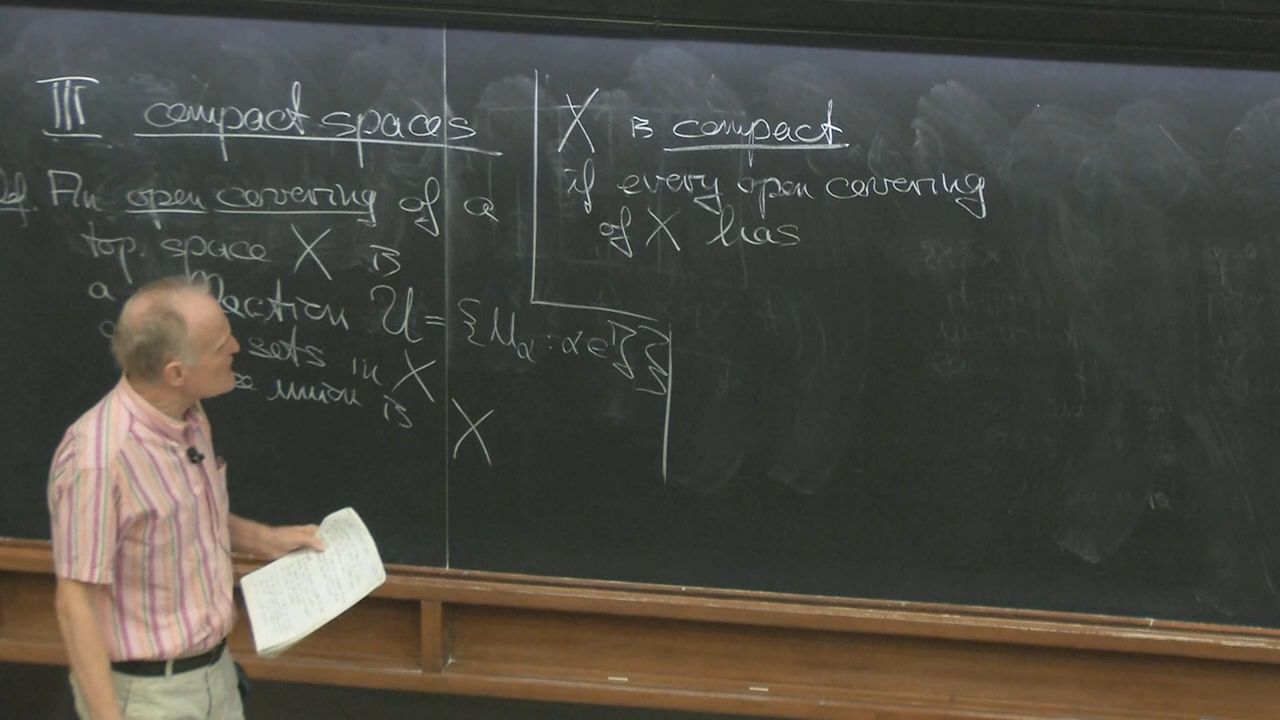 III compact spaces
Def. An open covering of a
top. space X is
a
sets in X
union is X
U = {U_α : α ∈ I}
X is compact
if every open covering
of X has